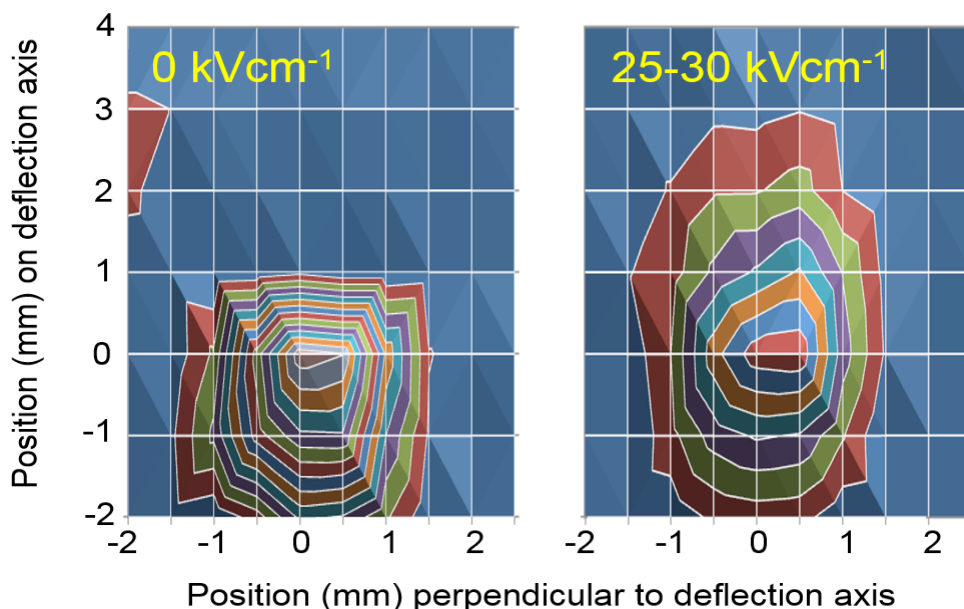 0 kVcm⁻¹
25-30 kVcm⁻¹
Position (mm) on deflection axis
4
3
2
1
0
-1
-2
-2 -1 0 1 2
-2 -1 0 1 2
Position (mm) perpendicular to deflection axis